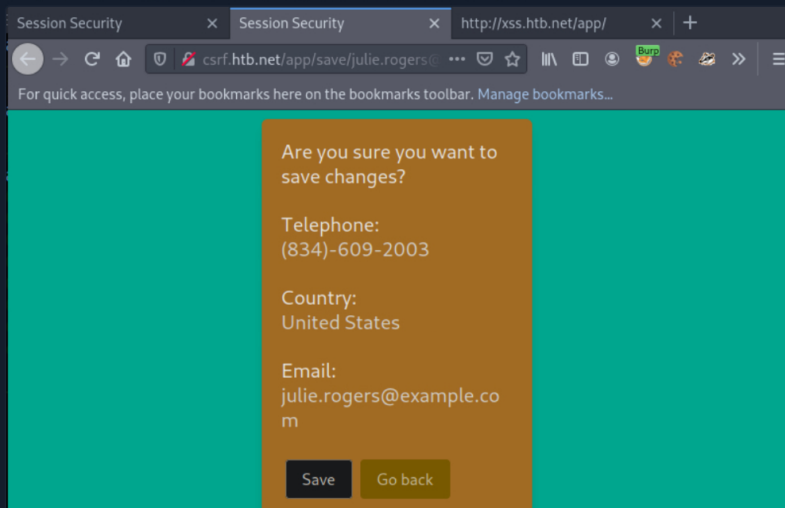 Session Security
Session Security
http://xss.htb.net/app/
csrf.htb.net/app/save/julie.rogers@
Burp
For quick access, place your bookmarks here on the bookmarks toolbar. Manage bookmarks...
Are you sure you want to
save changes?
Telephone:
(834)-609-2003
Country:
United States
Email:
julie.rogers@example.co
m
Save
Go back